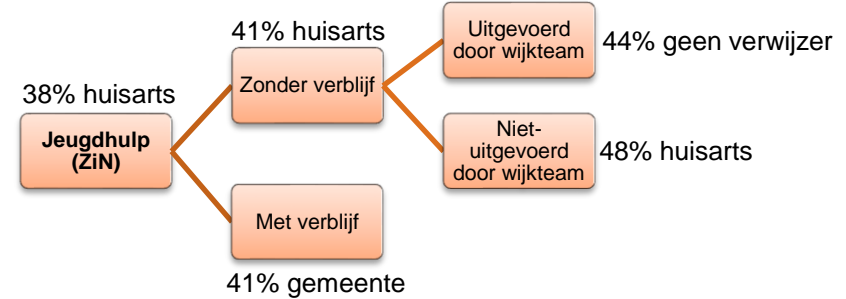 38% huisarts
Jeugdhulp
(ZiN)
41% huisarts
Zonder verblijf
Met verblijf
41% gemeente
Uitgevoerd
door wijkteam
44% geen verwijzer
Niet-
uitgevoerd
door wijkteam
48% huisarts